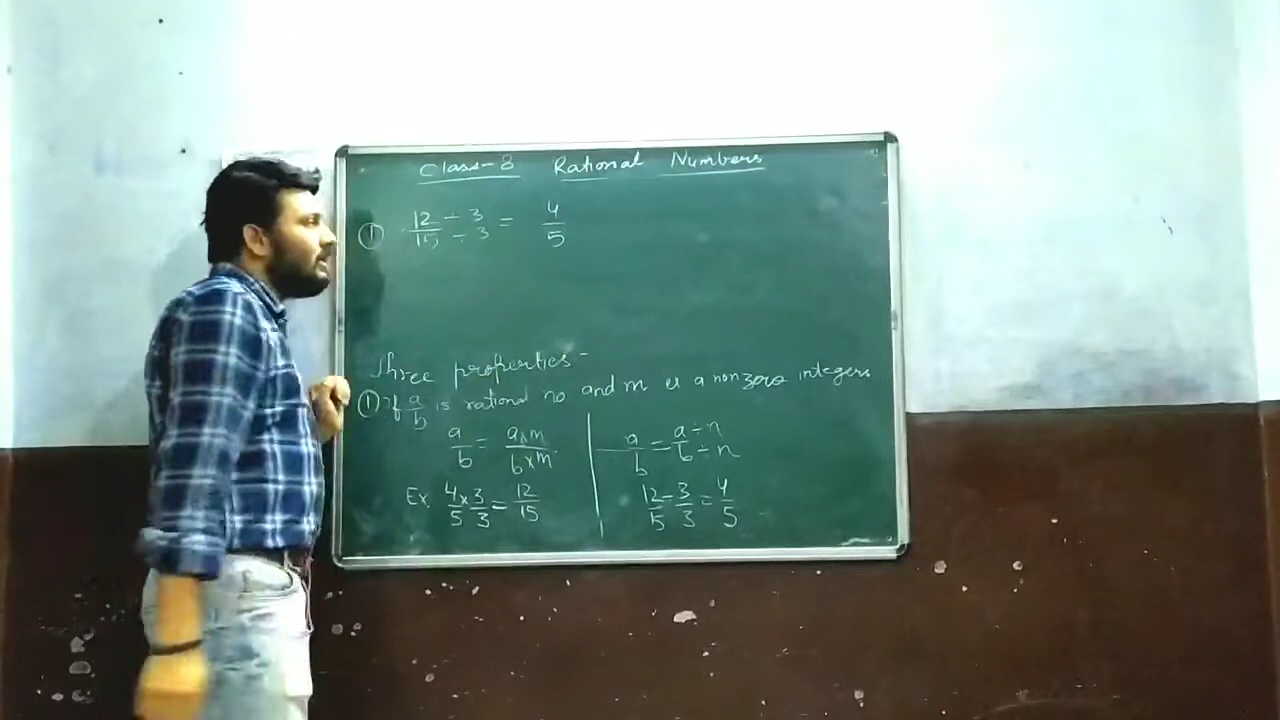 Class-8 Rational Numbers
① 12/15 ÷ 3/÷ 3 = 4/5
Three properties-
① If a/b is rational no and m is a non zero integers
a/b = a×m/b×m
a/b = a÷n/b÷n
Ex. 4/5 × 3/3 = 12/15
12/15 ÷ 3/3 = 4/5